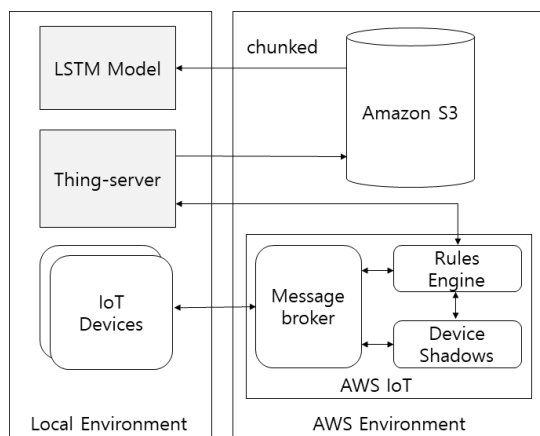 chunked
LSTM Model
Amazon S3
Thing-server
IoT
Devices
Message
broker
Rules
Engine
Device
Shadows
AWS IoT
Local Environment
AWS Environment